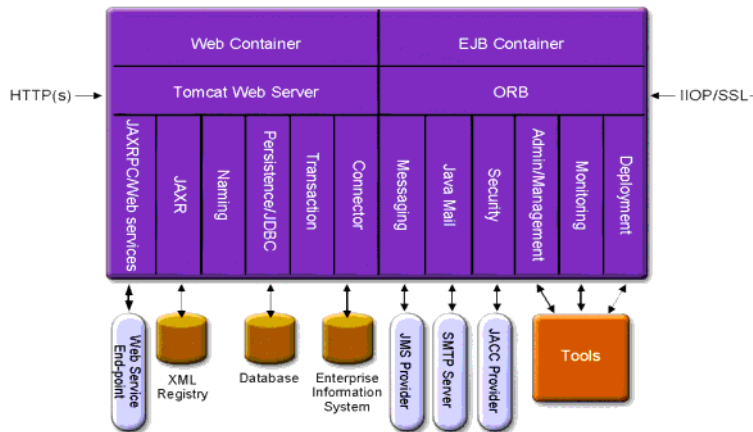 Web Container
EJB Container
HTTP(s)
Tomcat Web Server
ORB
IIOP/SSL-
JAXRPC/Web services
JAXR
Naming
Persistence/JDBC
Transaction
Connector
Messaging
Java Mail
Security
Admin/Management
Monitoring
Deployment
Web Service
End-point
XML
Registry
Database
Enterprise
Information
System
JMS Provider
SMTP Server
JACC Provider
Tools